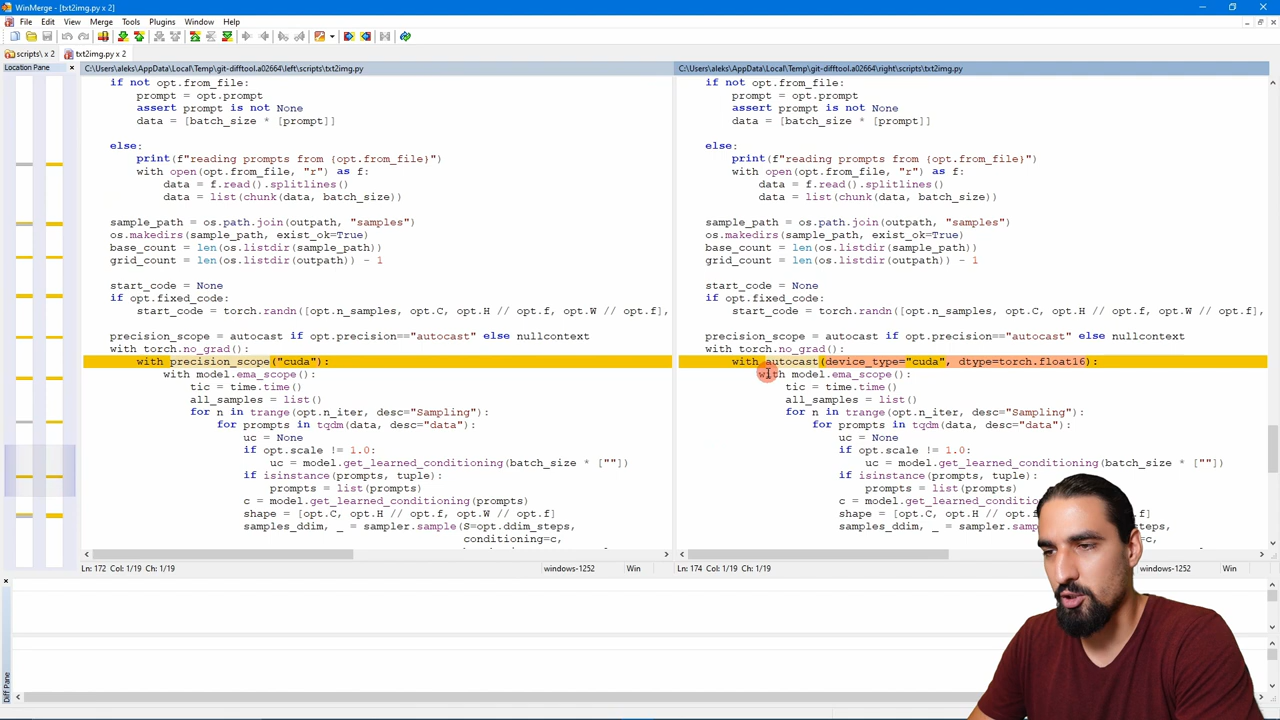 WinMerge - [txt2img.py x 2]
File Edit View Merge Tools Plugins Window Help
scripts\ x 2
txt2img.py x 2
Location Pane
C:\Users\aleks\AppData\Local\Temp\git-difftool.a02664\left\scripts\txt2img.py
if not opt.from_file:
prompt = opt.prompt
assert prompt is not None
data = [batch_size * [prompt]]
else:
print(f"reading prompts from {opt.from_file}")
with open(opt.from_file, "r") as f:
data = f.read().splitlines()
data = list(chunk(data, batch_size))
sample_path = os.path.join(outpath, "samples")
os.makedirs(sample_path, exist_ok=True)
base_count = len(os.listdir(sample_path))
grid_count = len(os.listdir(outpath)) - 1
start_code = None
if opt.fixed_code:
start_code = torch.randn([opt.n_samples, opt.C, opt.H // opt.f, opt.W // opt.f],
precision_scope = autocast if opt.precision=="autocast" else nullcontext
with torch.no_grad():
with precision_scope("cuda"):
with model.ema_scope():
tic = time.time()
all_samples = list()
for n in trange(opt.n_iter, desc="Sampling"):
for prompts in tqdm(data, desc="data"):
uc = None
if opt.scale != 1.0:
uc = model.get_learned_conditioning(batch_size * [""])
if isinstance(prompts, tuple):
prompts = list(prompts)
c = model.get_learned_conditioning(prompts)
shape = [opt.C, opt.H // opt.f, opt.W // opt.f]
samples_ddim, _ = sampler.sample(S=opt.ddim_steps,
conditioning=c,
Ln: 172 Col: 1/19 Ch: 1/19
windows-1252
Win
C:\Users\aleks\AppData\Local\Temp\git-difftool.a02664\right\scripts\txt2img.py
if not opt.from_file:
prompt = opt.prompt
assert prompt is not None
data = [batch_size * [prompt]]
else:
print(f"reading prompts from {opt.from_file}")
with open(opt.from_file, "r") as f:
data = f.read().splitlines()
data = list(chunk(data, batch_size))
sample_path = os.path.join(outpath, "samples")
os.makedirs(sample_path, exist_ok=True)
base_count = len(os.listdir(sample_path))
grid_count = len(os.listdir(outpath)) - 1
start_code = None
if opt.fixed_code:
start_code = torch.randn([opt.n_samples, opt.C, opt.H // opt.f, opt.W // opt.f],
precision_scope = autocast if opt.precision=="autocast" else nullcontext
with torch.no_grad():
with autocast(device_type="cuda", dtype=torch.float16):
with model.ema_scope():
tic = time.time()
all_samples = list()
for n in trange(opt.n_iter, desc="Sampling"):
for prompts in tqdm(data, desc="data"):
uc = None
if opt.scale != 1.0:
uc = model.get_learned_conditioning(batch_size * [""])
if isinstance(prompts, tuple):
prompts = list(prompts)
c = model.get_learned_conditio
shape = [opt.C, opt.H // opt.f, opt.W // opt.f]
samples_ddim, _ = sampler.samp steps,
Ln: 174 Col: 1/19 Ch: 1/19
windows-1252
Win
Diff Pane